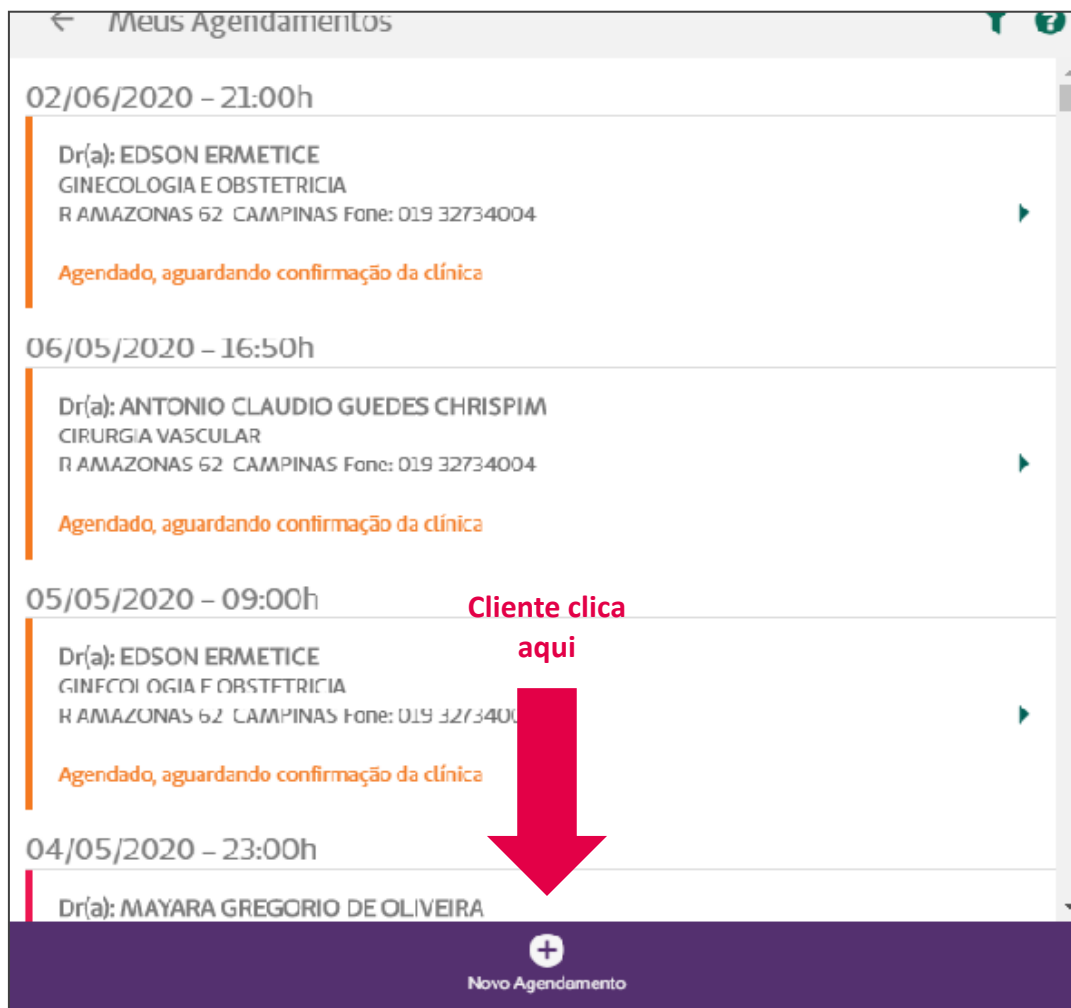 Meus Agendamentos
02/06/2020 – 21:00h
Dr(a): EDSON ERMETICE
GINECOLOGIA E OBSTETRICIA
R AMAZONAS 62 CAMPINAS Fone: 019 32734004
Agendado, aguardando confirmação da clínica
06/05/2020 – 16:50h
Dr(a): ANTONIO CLAUDIO GUEDES CHRISPIM
CIRURGIA VASCULAR
R AMAZONAS 62 CAMPINAS Fone: 019 32734004
Agendado, aguardando confirmação da clínica
05/05/2020 – 09:00h
Cliente clica
aqui
Dr(a): EDSON ERMETICE
GINECOLOGIA E OBSTETRICIA
R AMAZONAS 62 CAMPINAS Fone: 019
Agendado, aguardando confirmação da clínica
04/05/2020 – 23:00h
Dr(a): MAYARA GREGORIO DE OLIVEIRA
Novo Agendamento